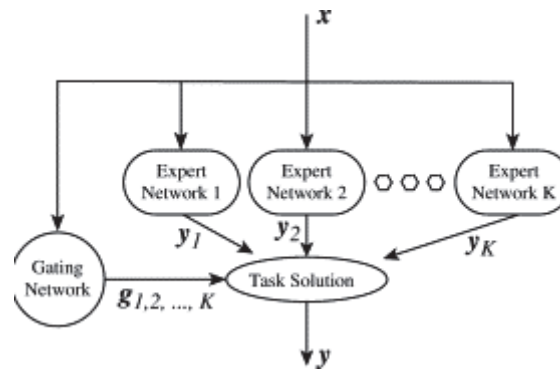 x
Expert
Network 1
Expert
Network 2
Expert
Network K
y1
y2
yK
Gating
Network
g1,2, ..., K
Task Solution
y